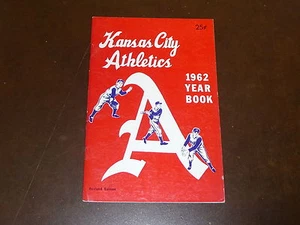 25¢
Kansas City
Athletics
1962
YEAR
BOOK
A